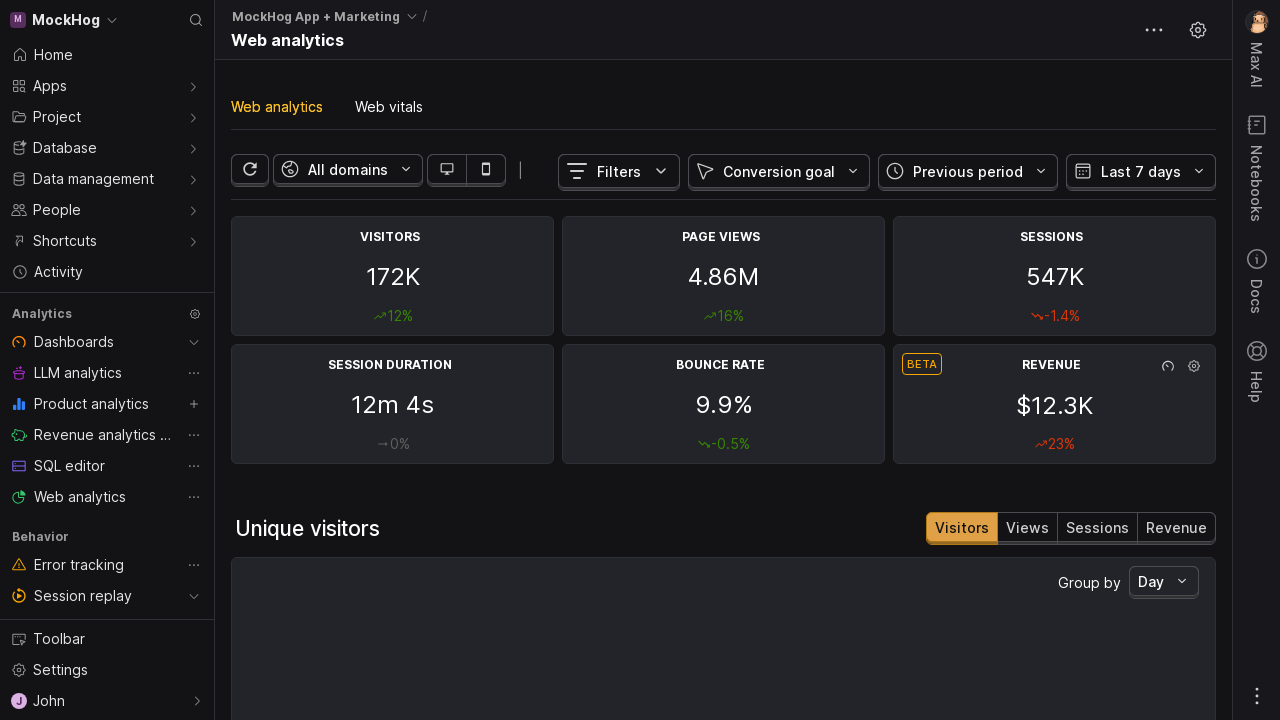 M MockHog
Home
Apps
Project
Database
Data management
People
Shortcuts
Activity
Analytics
Dashboards
LLM analytics
Product analytics
Revenue analytics ...
SQL editor
Web analytics
Behavior
Error tracking
Session replay
Toolbar
Settings
J John
MockHog App + Marketing /
Web analytics
Web analytics Web vitals
All domains Filters Conversion goal Previous period Last 7 days
VISITORS
172K
12%
PAGE VIEWS
4.86M
16%
SESSIONS
547K
-1.4%
SESSION DURATION
12m 4s
0%
BOUNCE RATE
9.9%
-0.5%
BETA REVENUE
$12.3K
23%
Unique visitors
Visitors Views Sessions Revenue
Group by Day
Max AI
Notebooks
Docs
Help